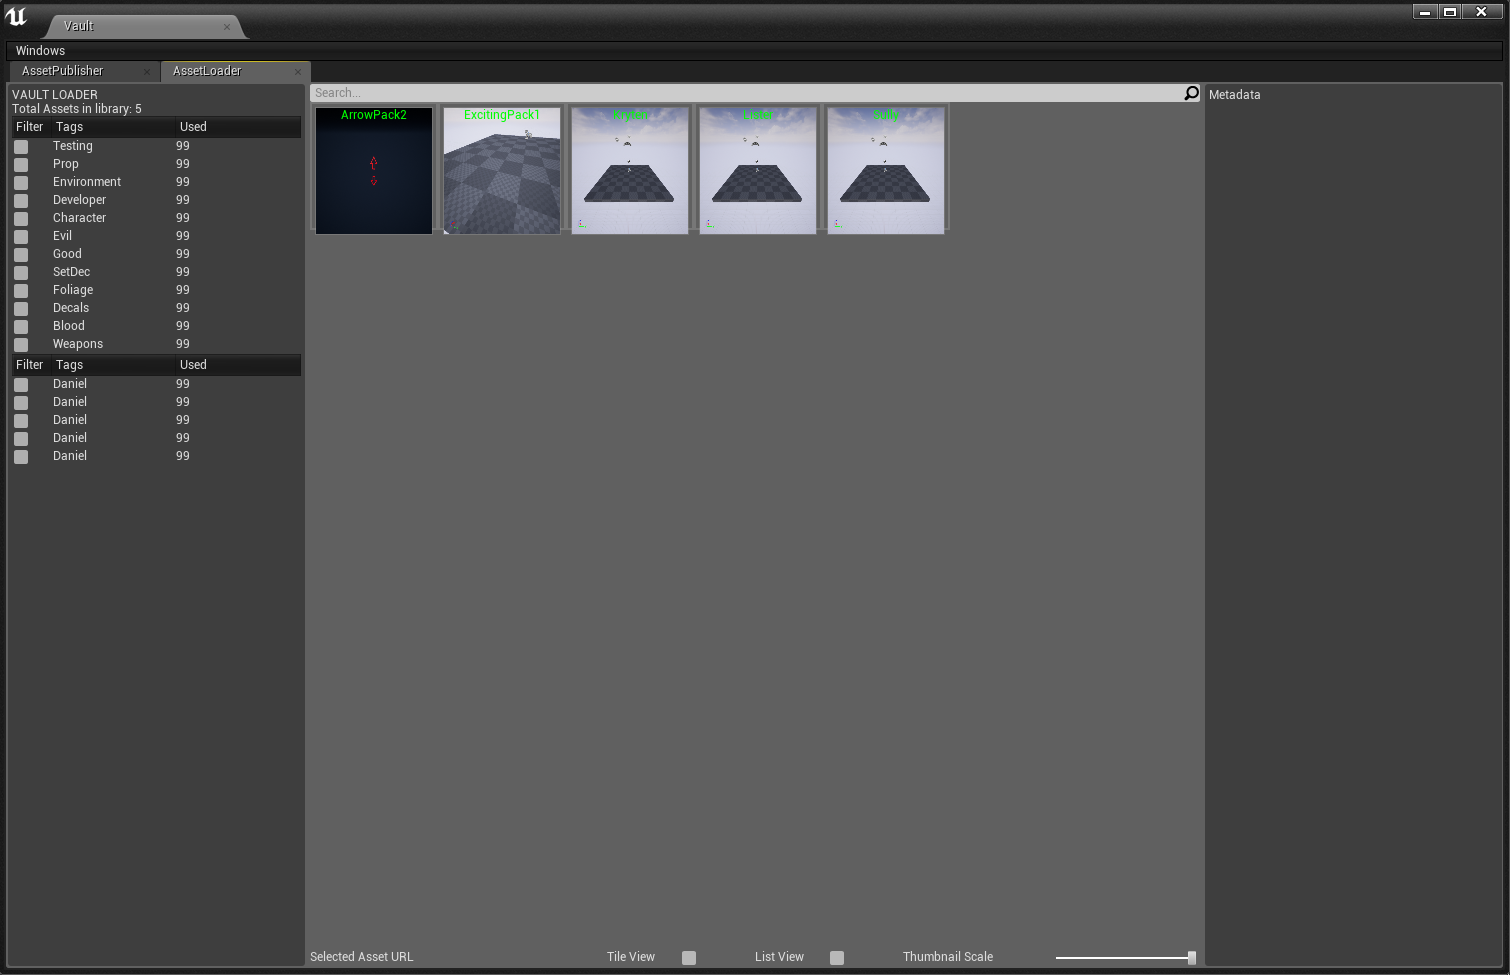 Vault
Windows
AssetPublisher
AssetLoader
VAULT LOADER
Total Assets in library: 5
Filter Tags Used
Testing 99
Prop 99
Environment 99
Developer 99
Character 99
Evil 99
Good 99
SetDec 99
Foliage 99
Decals 99
Blood 99
Weapons 99
Filter Tags Used
Daniel 99
Daniel 99
Daniel 99
Daniel 99
Daniel 99
Search...
ArrowPack2
ExcitingPack1
Metadata
Selected Asset URL
Tile View
List View
Thumbnail Scale